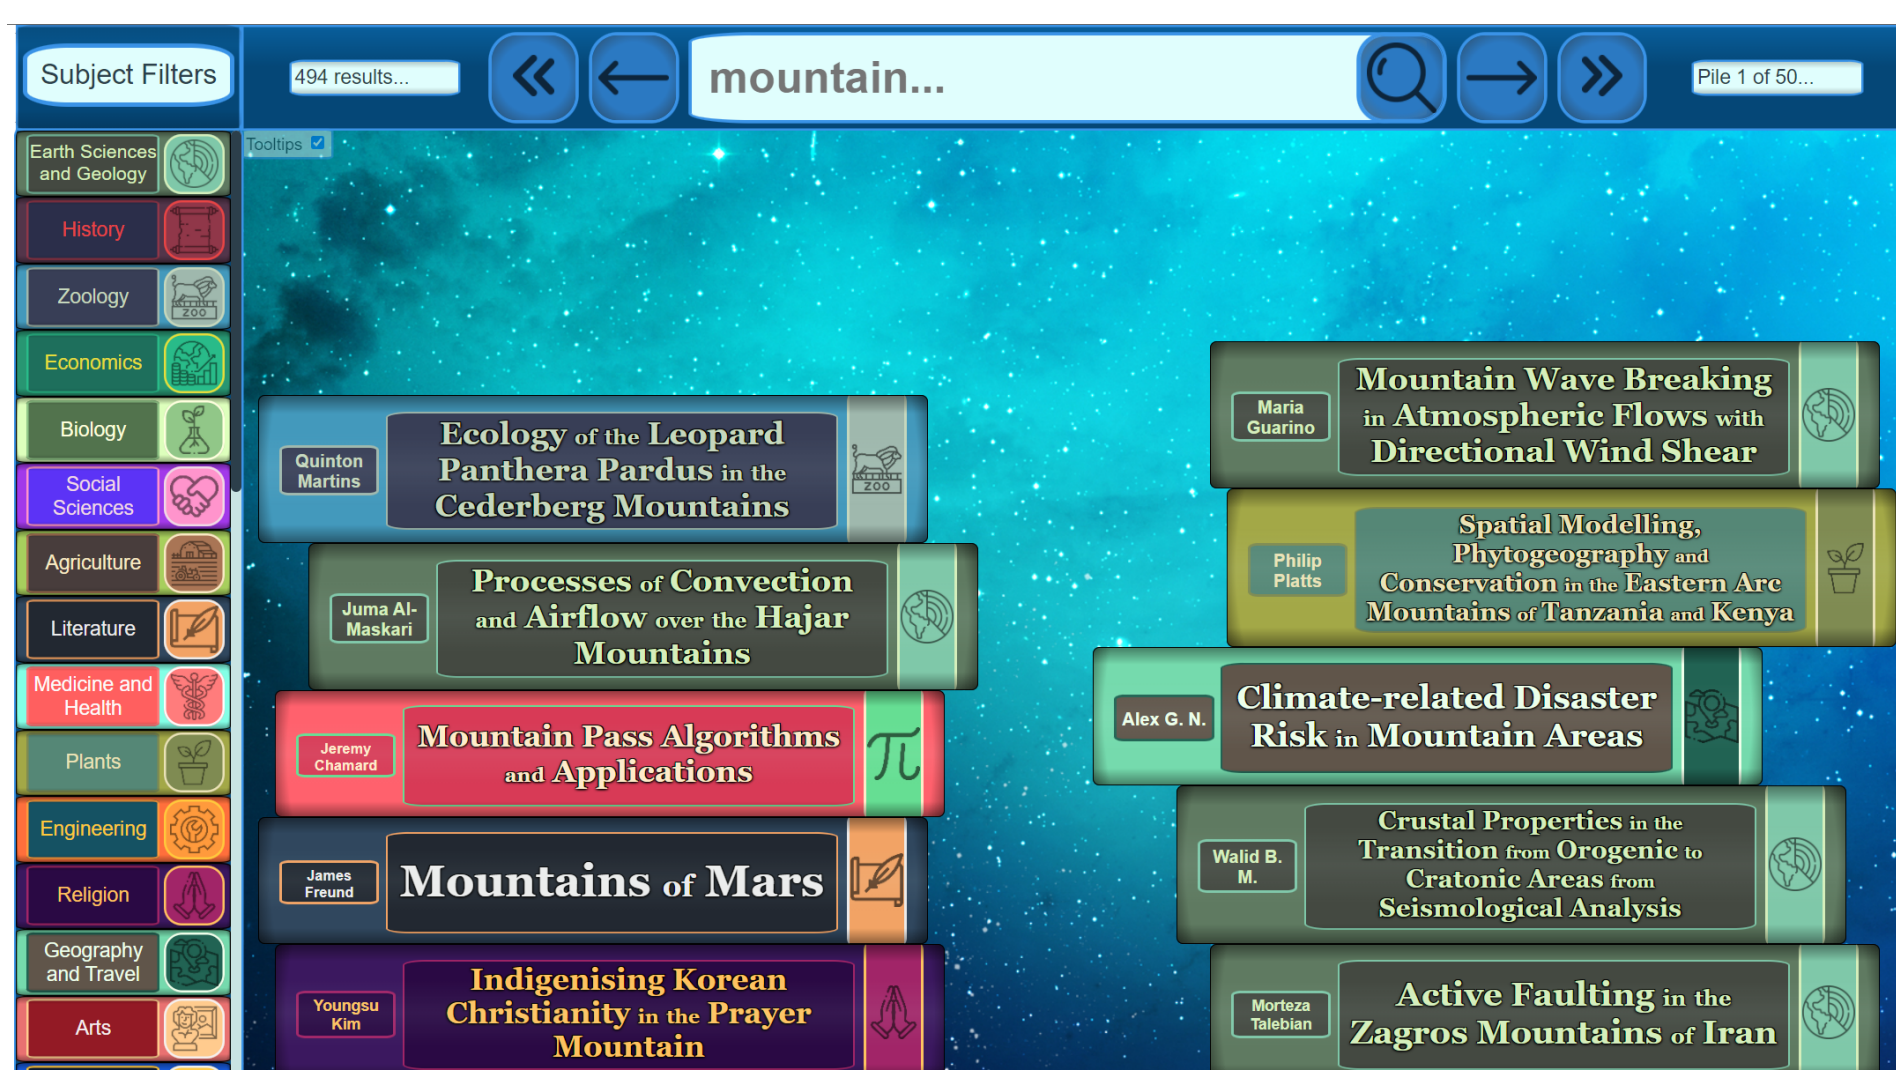 Subject Filters
494 results...
mountain...
Pile 1 of 50...
Tooltips
Earth Sciences
and Geology
History
Zoology
ZOO
Economics
Biology
Social
Sciences
Agriculture
Literature
Medicine and
Health
Plants
Engineering
Religion
Geography
and Travel
Arts
Quinton
Martins
Ecology of the Leopard
Panthera Pardus in the
Cederberg Mountains
ZOO
Juma Al-
Maskari
Processes of Convection
and Airflow over the Hajar
Mountains
Jeremy
Chamard
Mountain Pass Algorithms
and Applications
π
James
Freund
Mountains of Mars
Youngsu
Kim
Indigenising Korean
Christianity in the Prayer
Mountain
Maria
Guarino
Mountain Wave Breaking
in Atmospheric Flows with
Directional Wind Shear
Philip
Platts
Spatial Modelling,
Phytogeography and
Conservation in the Eastern Arc
Mountains of Tanzania and Kenya
Alex G. N.
Climate-related Disaster
Risk in Mountain Areas
Walid B.
M.
Crustal Properties in the
Transition from Orogenic to
Cratonic Areas from
Seismological Analysis
Morteza
Talebian
Active Faulting in the
Zagros Mountains of Iran